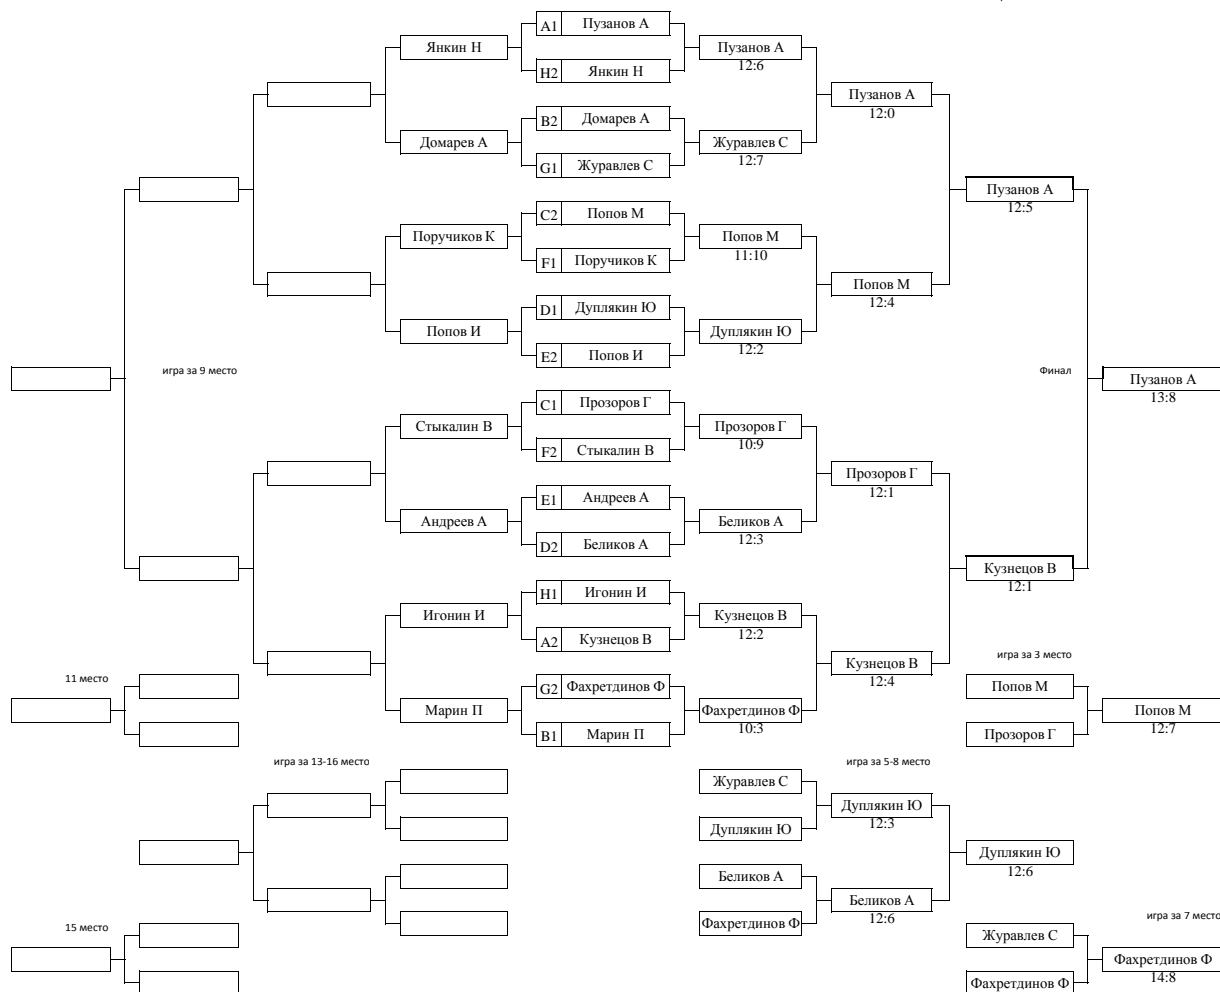 A1 Пузанов А
Янкин Н Пузанов А
12:6
H2 Янкин Н
Пузанов А
12:0
B2 Домарев А
Домарев А Журавлев С
12:7
G1 Журавлев С
Пузанов А
12:5
C2 Попов М
Поручиков К Попов М
11:10
F1 Поручиков К
Попов М
12:4
D1 Дуплякин Ю
Попов И Дуплякин Ю
12:2
E2 Попов И
игра за 9 место Финал
Пузанов А
13:8
C1 Прозоров Г
Стыкалин В Прозоров Г
10:9
F2 Стыкалин В
Прозоров Г
12:1
E1 Андреев А
Андреев А Беликов А
12:3
D2 Беликов А
Кузнецов В
12:1
H1 Игонин И
Игонин И Кузнецов В
12:2
A2 Кузнецов В
игра за 3 место
Кузнецов В
12:4
11 место
G2 Фахретдинов Ф Попов М
Марин П Фахретдинов Ф Попов М
10:3 12:7
B1 Марин П Прозоров Г
игра за 13-16 место игра за 5-8 место
Журавлев С
Дуплякин Ю
12:3
Дуплякин Ю
Дуплякин Ю
12:6
Беликов А
Беликов А
12:6
Фахретдинов Ф
15 место игра за 7 место
Журавлев С
Фахретдинов Ф
14:8
Фахретдинов Ф